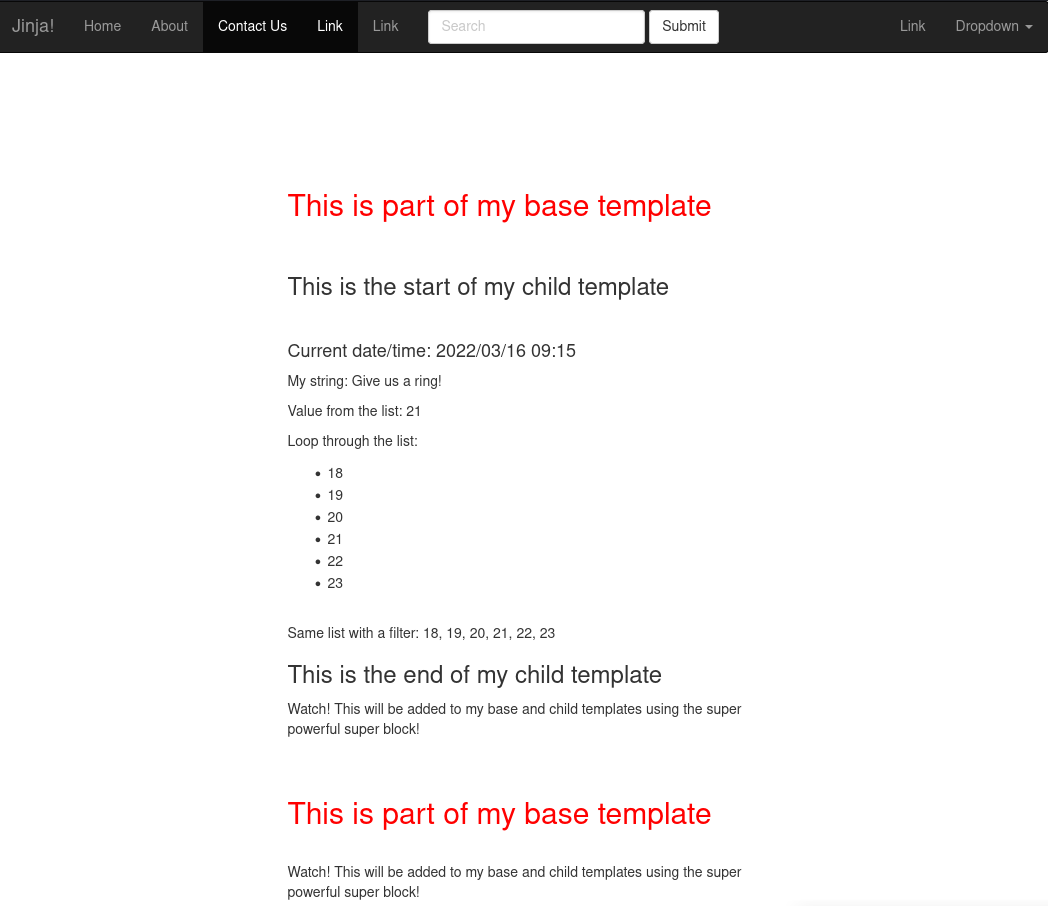 Jinja! Home About Contact Us Link Link Search Submit Link Dropdown
This is part of my base template
This is the start of my child template
Current date/time: 2022/03/16 09:15
My string: Give us a ring!
Value from the list: 21
Loop through the list:
18
19
20
21
22
23
Same list with a filter: 18, 19, 20, 21, 22, 23
This is the end of my child template
Watch! This will be added to my base and child templates using the super
powerful super block!
This is part of my base template
Watch! This will be added to my base and child templates using the super
powerful super block!